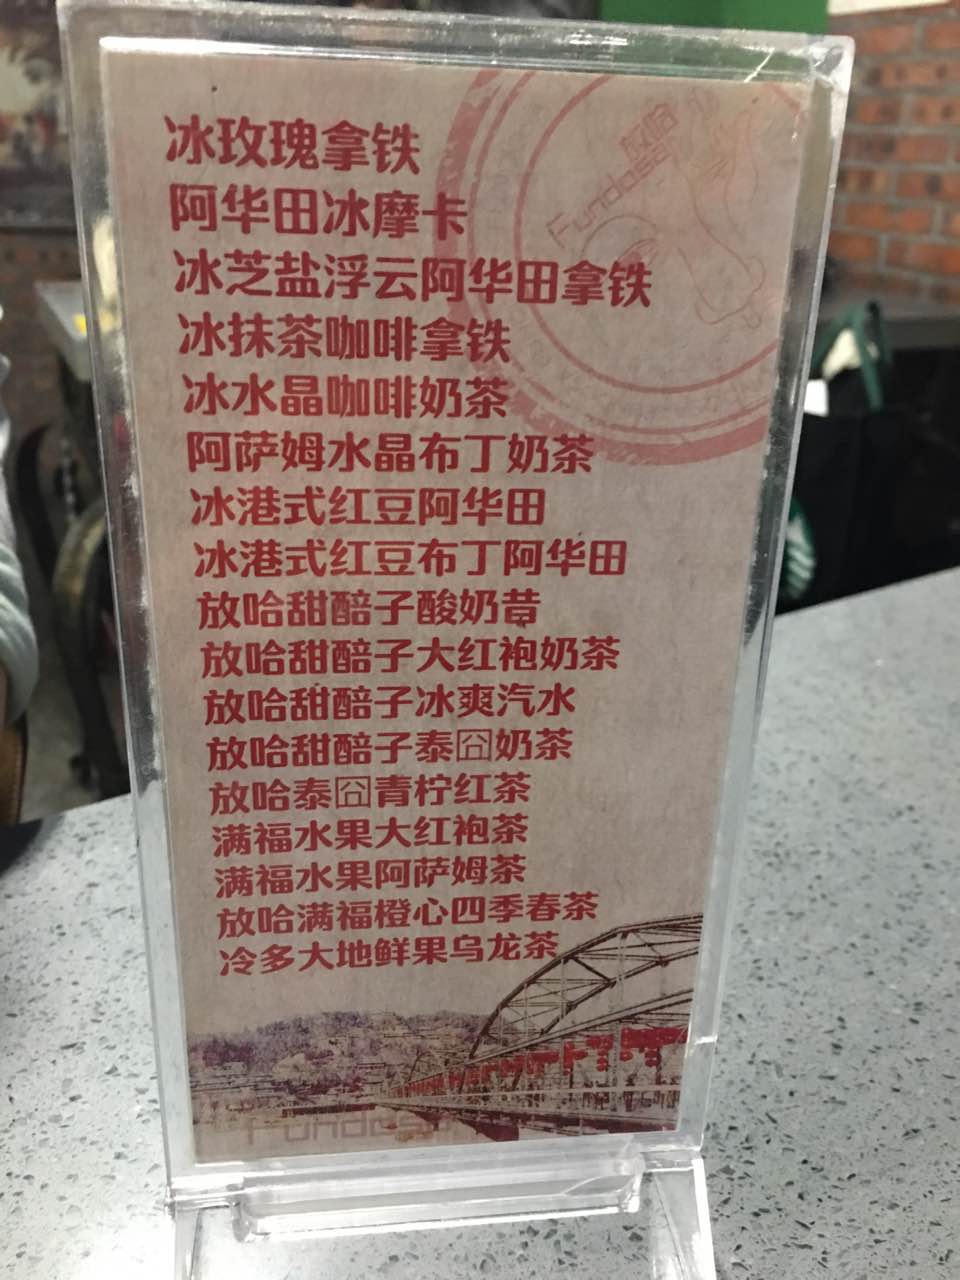 冰玫瑰拿铁
阿华田冰摩卡
冰芝盐浮云阿华田拿铁
冰抹茶咖啡拿铁
冰水晶咖啡奶茶
阿萨姆水晶布丁奶茶
冰港式红豆阿华田
冰港式红豆布丁阿华田
放哈甜醅子酸奶昔
放哈甜醅子大红袍奶茶
放哈甜醅子冰爽汽水
放哈甜醅子泰囧奶茶
放哈泰囧青柠红茶
满福水果大红袍茶
满福水果阿萨姆茶
放哈满福橙心四季春茶
冷多大地鲜果乌龙茶